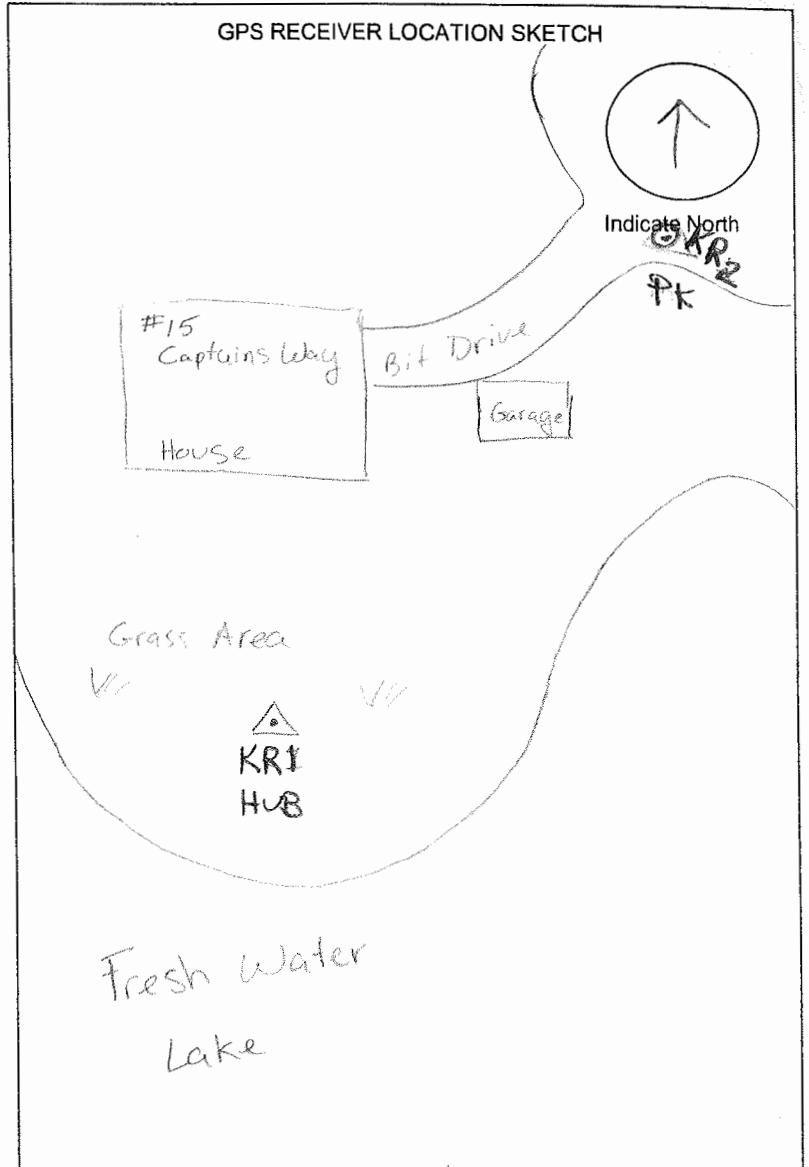 GPS RECEIVER LOCATION SKETCH
Indicate North
KR2
PK
#15
Captains Way
Bit Drive
Garage
House
Grass Area
KR1
HUB
Fresh Water
Lake